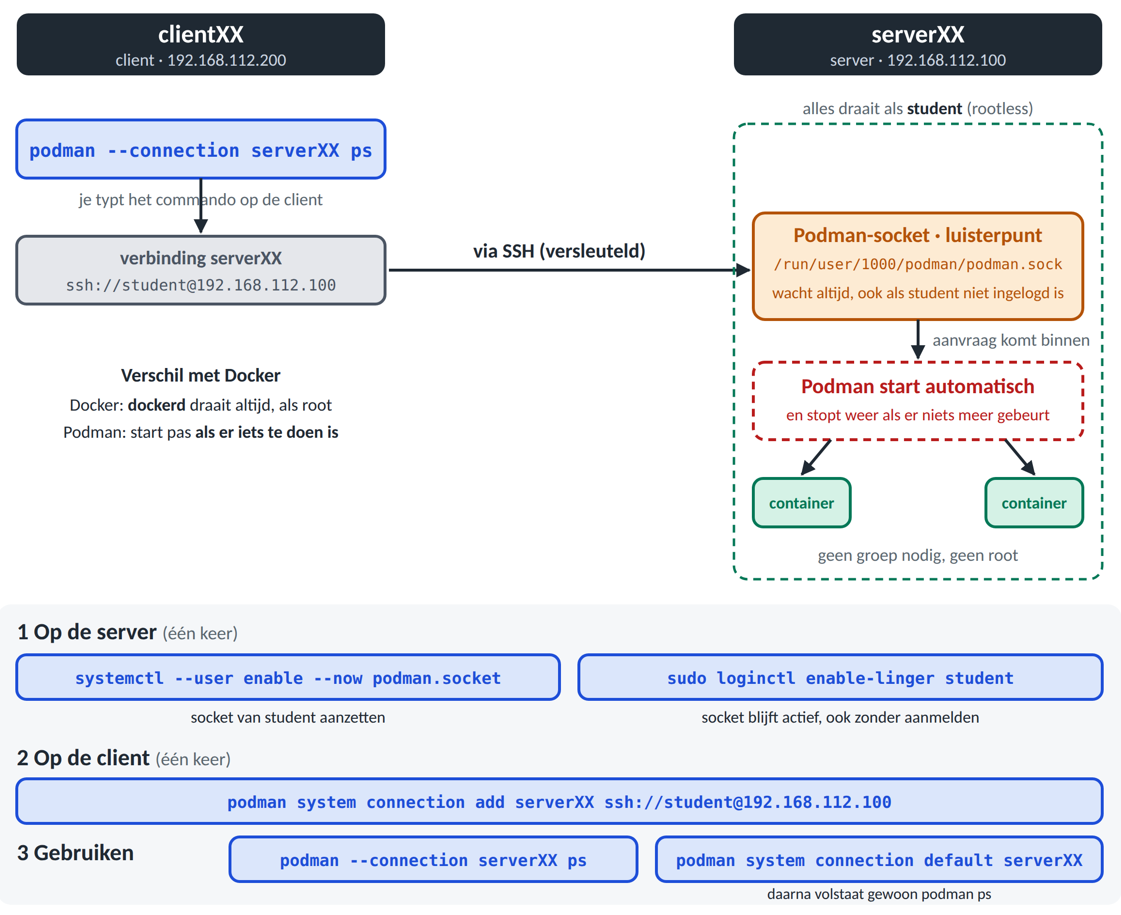 clientXX
client · 192.168.112.200
serverXX
server · 192.168.112.100
alles draait als student (rootless)
podman --connection serverXX ps
je typt het commando op de client
verbinding serverXX
ssh://student@192.168.112.100
via SSH (versleuteld)
Podman-socket · luisterpunt
/run/user/1000/podman/podman.sock
wacht altijd, ook als student niet ingelogd is
aanvraag komt binnen
Podman start automatisch
en stopt weer als er niets meer gebeurt
container
container
geen groep nodig, geen root
Verschil met Docker
Docker: dockerd draait altijd, als root
Podman: start pas als er iets te doen is
1 Op de server (één keer)
systemctl --user enable --now podman.socket
socket van student aanzetten
sudo loginctl enable-linger student
socket blijft actief, ook zonder aanmelden
2 Op de client (één keer)
podman system connection add serverXX ssh://student@192.168.112.100
3 Gebruiken
podman --connection serverXX ps
podman system connection default serverXX
daarna volstaat gewoon podman ps